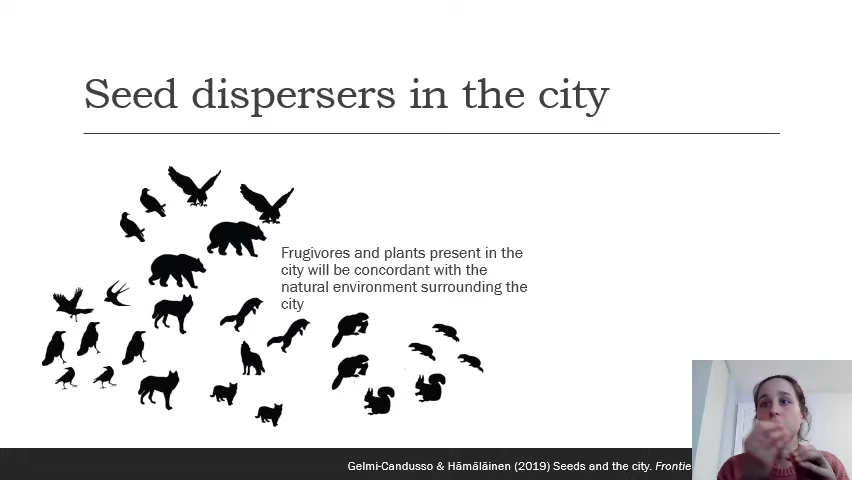 Seed dispersers in the city
Frugivores and plants present in the
city will be concordant with the
natural environment surrounding the
city
Gelmi-Candusso & Hämäläinen (2019) Seeds and the city. Frontie